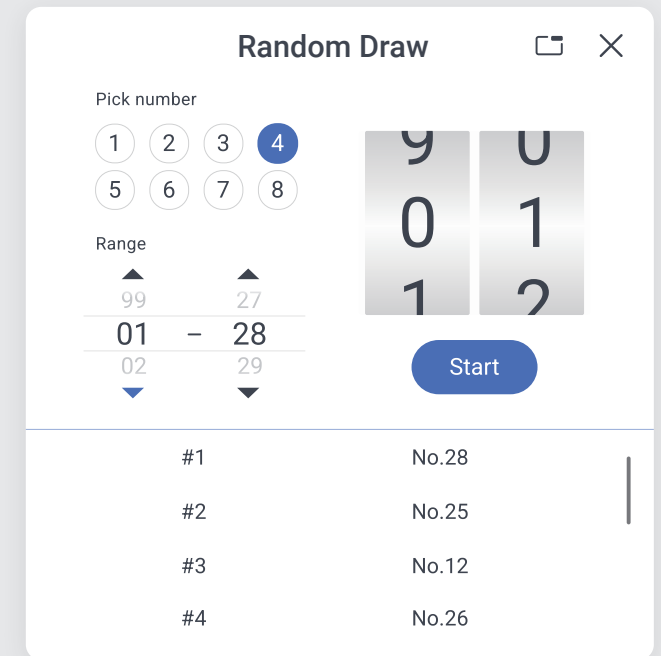 Random Draw
Pick number
1 2 3 4
5 6 7 8
Range
99 27
01 – 28
02 29
9 0
0 1
1 2
Start
#1 No.28
#2 No.25
#3 No.12
#4 No.26